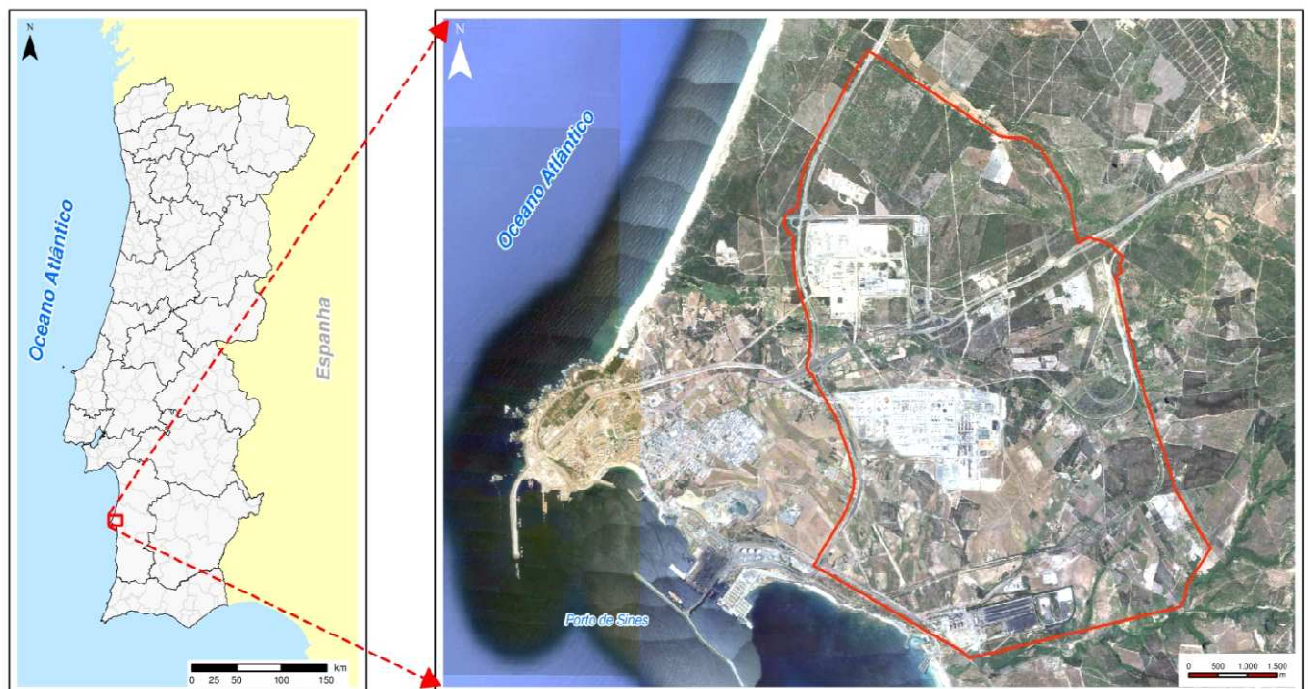 N
Oceano Atlântico
Espanha
km
0 25 50 100 150
N
Oceano Atlântico
Porto de Sines
0 500 1.000 1.500
m